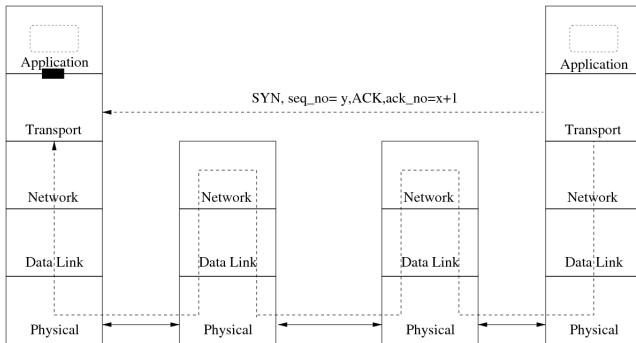 Application
Application
SYN, seq_no= y,ACK,ack_no=x+1
Transport
Transport
Network
Network
Network
Network
Data Link
Data Link
Data Link
Data Link
Physical
Physical
Physical
Physical